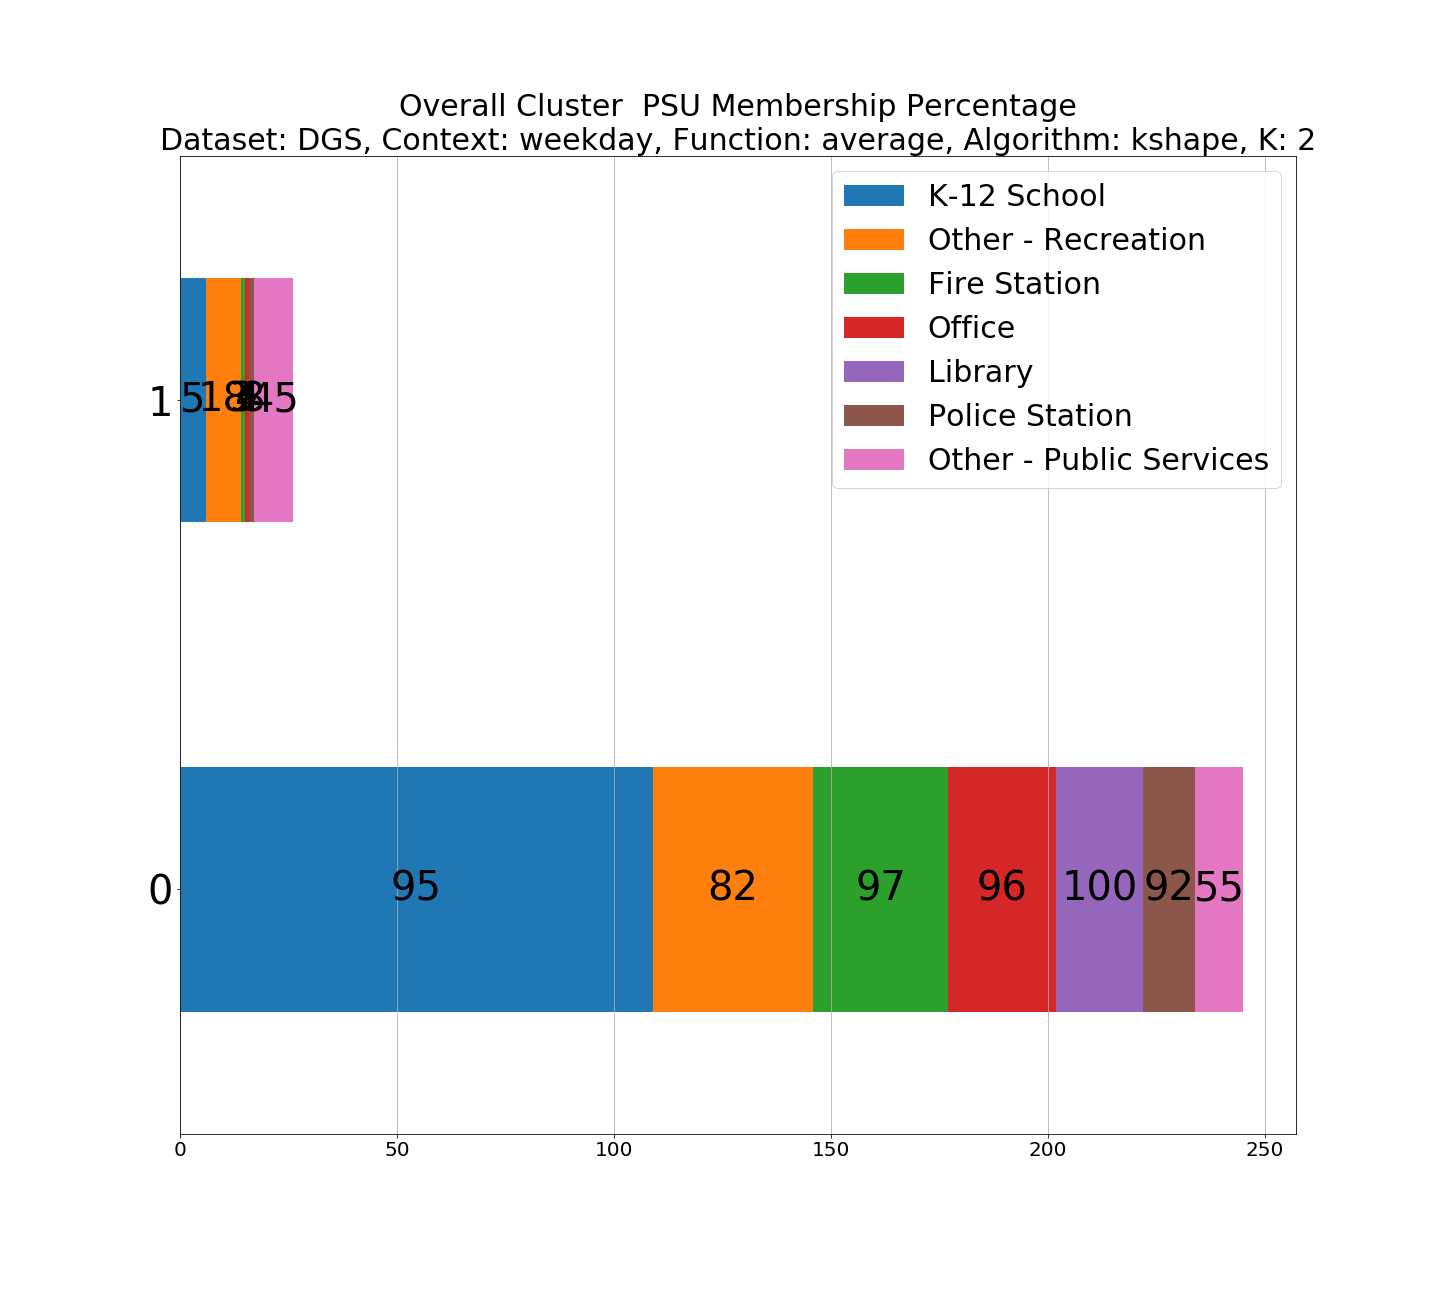 Overall Cluster  PSU Membership Percentage
Dataset: DGS, Context: weekday, Function: average, Algorithm: kshape, K: 2
K-12 School
Other - Recreation
Fire Station
Office
Library
Police Station
Other - Public Services
1
5 18 45
0
95 82 97 96 100 92 55
0 50 100 150 200 250